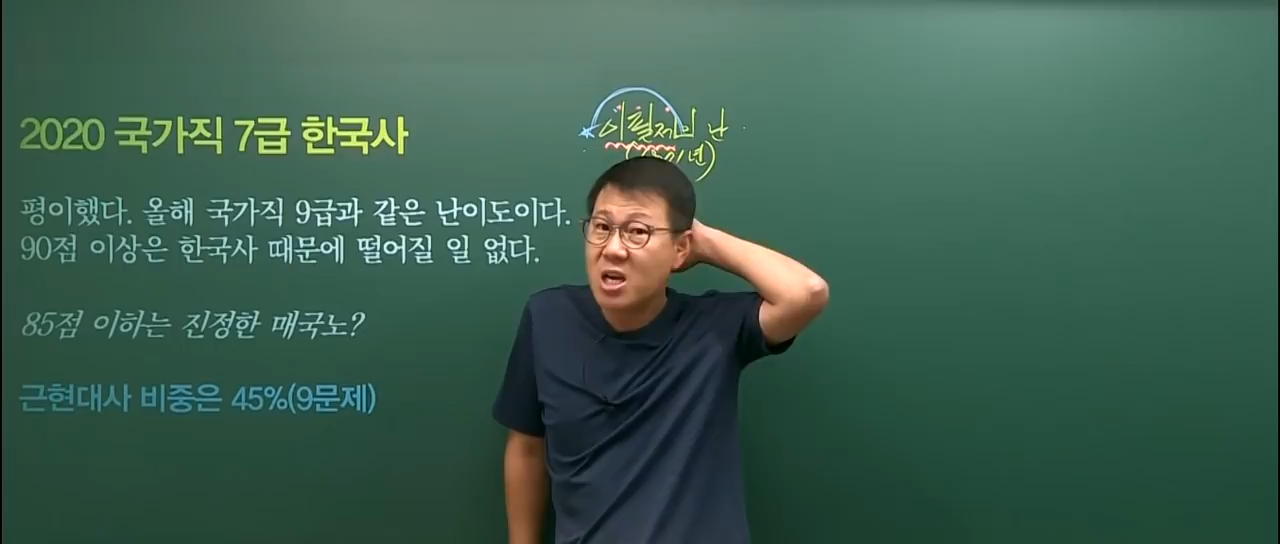 2020 국가직 7급 한국사
이필제의 난
평이했다. 올해 국가직 9급과 같은 난이도이다.
90점 이상은 한국사 때문에 떨어질 일 없다.
85점 이하는 진정한 매국노?
근현대사 비중은 45%(9문제)